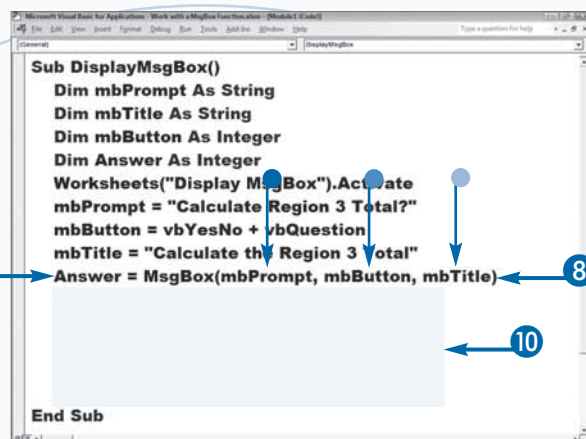 Microsoft Visual Basic for Applications - Work with a MsgBox Function.xlsm - [Module1 (Code)]
File Edit View Insert Format Debug Run Tools Add-Ins Window Help Type a question for help
(General) DisplayMsgBox
Sub DisplayMsgBox()
Dim mbPrompt As String
Dim mbTitle As String
Dim mbButton As Integer
Dim Answer As Integer
Worksheets("Display MsgBox").Activate
mbPrompt = "Calculate Region 3 Total?"
mbButton = vbYesNo + vbQuestion
mbTitle = "Calculate the Region 3 Total"
Answer = MsgBox(mbPrompt, mbButton, mbTitle)
8
10
End Sub